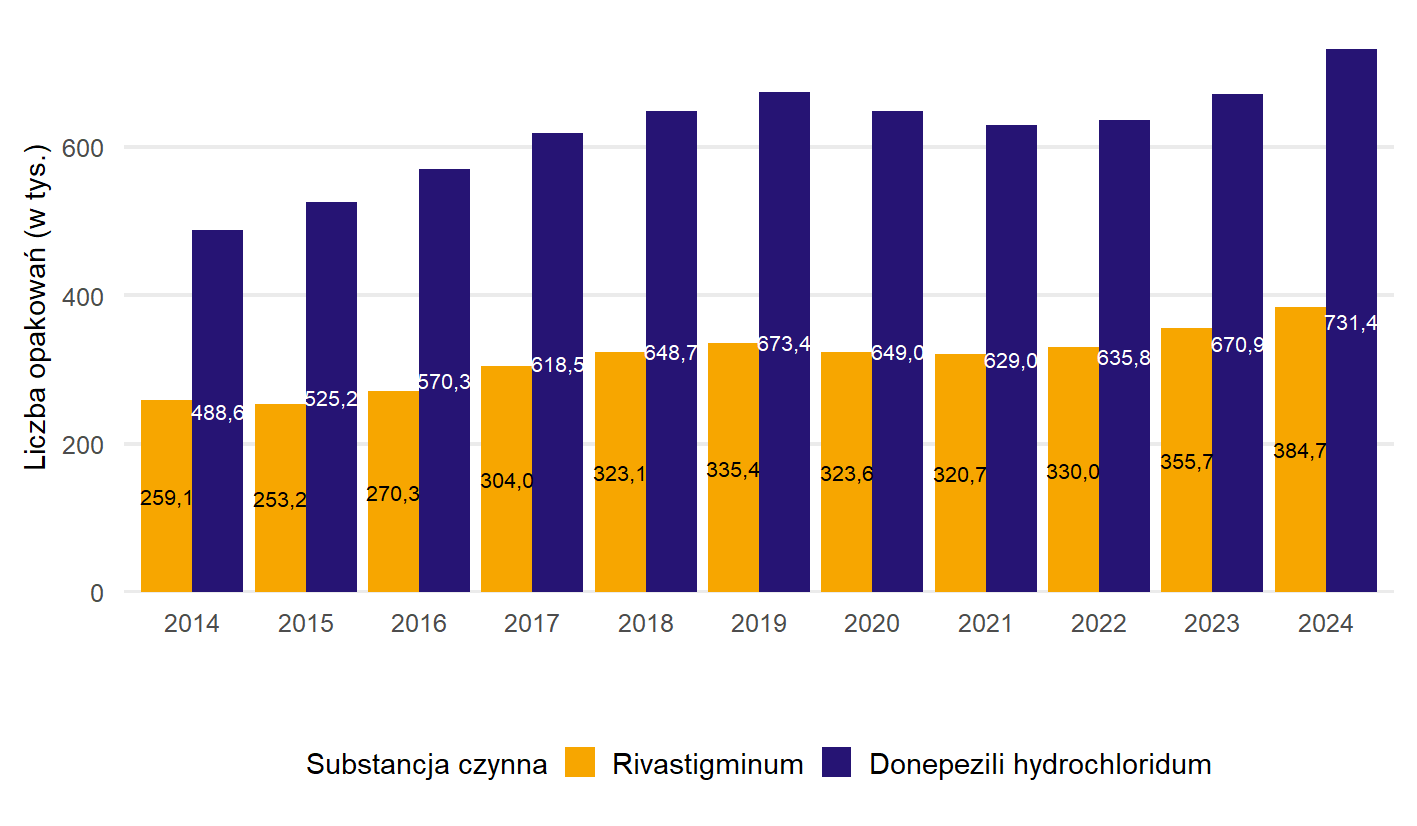 Liczba opakowań (w tys.)
600
400
200
0
259,1 488,6 253,2 525,2 270,3 570,3 304,0 618,5 323,1 648,7 335,4 673,4 323,6 649,0 320,7 629,0 330,0 635,8 355,7 670,9 384,7 731,4
2014 2015 2016 2017 2018 2019 2020 2021 2022 2023 2024
Substancja czynna Rivastigminum Donepezili hydrochloridum